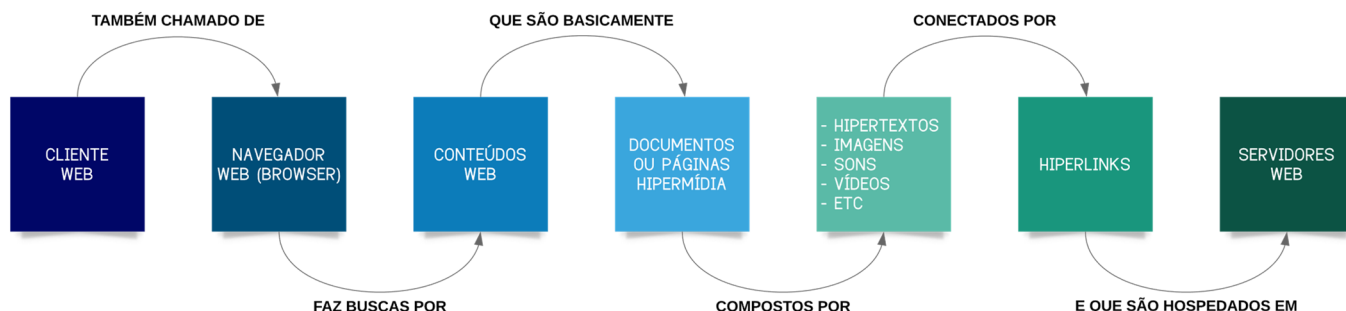 TAMBÉM CHAMADO DE
QUE SÃO BASICAMENTE
CONECTADOS POR
CLIENTE
WEB
NAVEGADOR
WEB (BROWSER)
CONTEÚDOS
WEB
DOCUMENTOS
OU PÁGINAS
HIPERMÍDIA
- HIPERTEXTOS
- IMAGENS
- SONS
- VÍDEOS
- ETC
HIPERLINKS
SERVIDORES
WEB
FAZ BUSCAS POR
COMPOSTOS POR
E QUE SÃO HOSPEDADOS EM